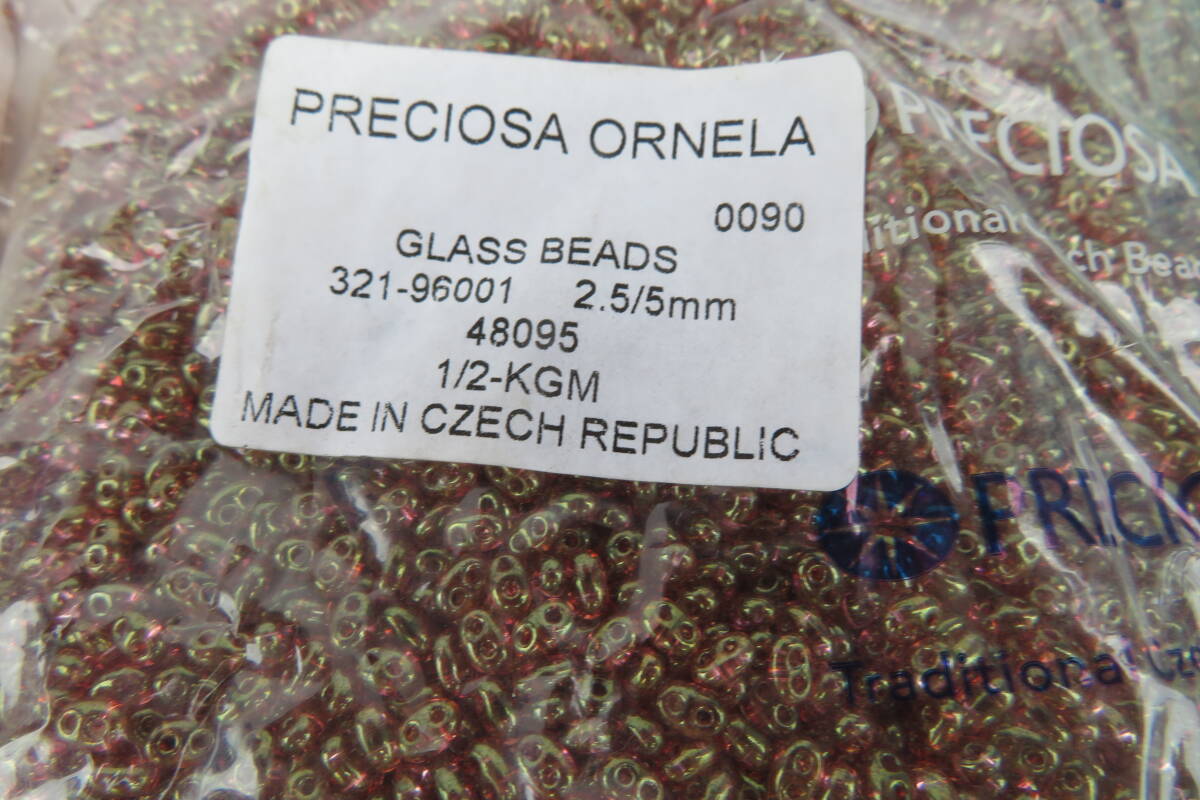 PRECIOSA ORNELA
0090
GLASS BEADS
321-96001 2.5/5mm
48095
1/2-KGM
MADE IN CZECH REPUBLIC
PRECIOSA
Traditional